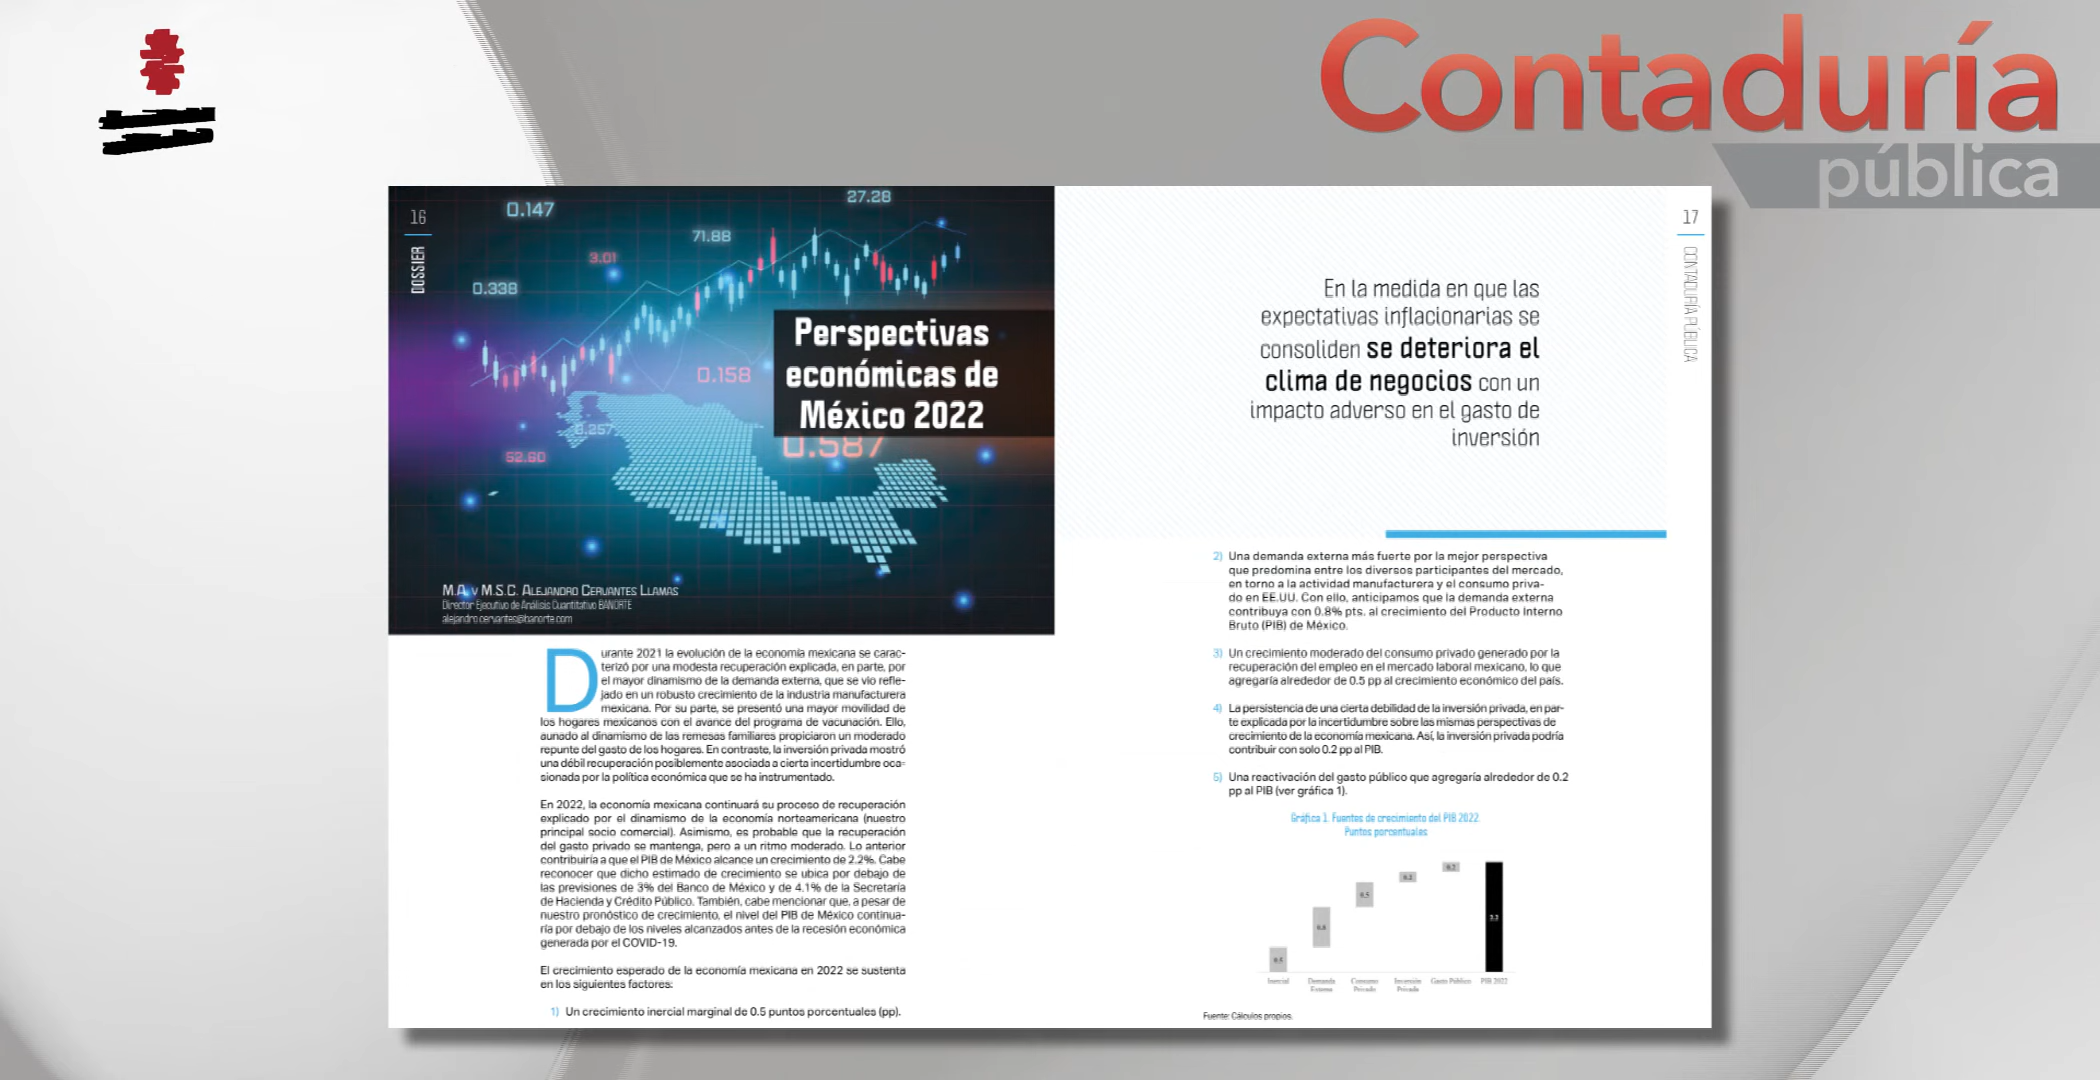 Contaduría
pública
16
DOSSIER
0.147
27.28
71.88
3.01
0.338
0.158
0.257
52.60
0.587
Perspectivas
económicas de
México 2022
M.A. y M.S.C. Alejandro Cervantes Llamas
Director Ejecutivo de Análisis Cuantitativo BANORTE
alejandro.cervantes@banorte.com
Durante 2021 la evolución de la economía mexicana se carac-
terizó por una modesta recuperación explicada, en parte, por
el mayor dinamismo de la demanda externa, que se vio refle-
jado en un robusto crecimiento de la industria manufacturera
mexicana. Por su parte, se presentó una mayor movilidad de
los hogares mexicanos con el avance del programa de vacunación. Ello,
aunado al dinamismo de las remesas familiares propiciaron un moderado
repunte del gasto de los hogares. En contraste, la inversión privada mostró
una débil recuperación posiblemente asociada a cierta incertidumbre oca-
sionada por la política económica que se ha instrumentado.
En 2022, la economía mexicana continuará su proceso de recuperación
explicado por el dinamismo de la economía norteamericana (nuestro
principal socio comercial). Asimismo, es probable que la recuperación
del gasto privado se mantenga, pero a un ritmo moderado. Lo anterior
contribuiría a que el PIB de México alcance un crecimiento de 2.2%. Cabe
reconocer que dicho estimado de crecimiento se ubica por debajo de
las previsiones de 3% del Banco de México y de 4.1% de la Secretaría
de Hacienda y Crédito Público. También, cabe mencionar que, a pesar de
nuestro pronóstico de crecimiento, el nivel del PIB de México continua-
ría por debajo de los niveles alcanzados antes de la recesión económica
generada por el COVID-19.
El crecimiento esperado de la economía mexicana en 2022 se sustenta
en los siguientes factores:
1) Un crecimiento inercial marginal de 0.5 puntos porcentuales (pp).
17
CONTADURÍA PÚBLICA
En la medida en que las
expectativas inflacionarias se
consoliden se deteriora el
clima de negocios con un
impacto adverso en el gasto de
inversión
2) Una demanda externa más fuerte por la mejor perspectiva
que predomina entre los diversos participantes del mercado,
en torno a la actividad manufacturera y el consumo priva-
do en EE.UU. Con ello, anticipamos que la demanda externa
contribuya con 0.8% pts. al crecimiento del Producto Interno
Bruto (PIB) de México.
3) Un crecimiento moderado del consumo privado generado por la
recuperación del empleo en el mercado laboral mexicano, lo que
agregaría alrededor de 0.5 pp al crecimiento económico del país.
4) La persistencia de una cierta debilidad de la inversión privada, en par-
te explicada por la incertidumbre sobre las mismas perspectivas de
crecimiento de la economía mexicana. Así, la inversión privada podría
contribuir con solo 0.2 pp al PIB.
5) Una reactivación del gasto público que agregaría alrededor de 0.2
pp al PIB (ver gráfica 1).
Gráfica 1. Fuentes de crecimiento del PIB 2022.
Puntos porcentuales
0.5
0.8
0.5
0.2
0.2
2.2
Inercial
Demanda
Externa
Consumo
Privado
Inversión
Privada
Gasto Público
PIB 2022
Fuente: Cálculos propios.